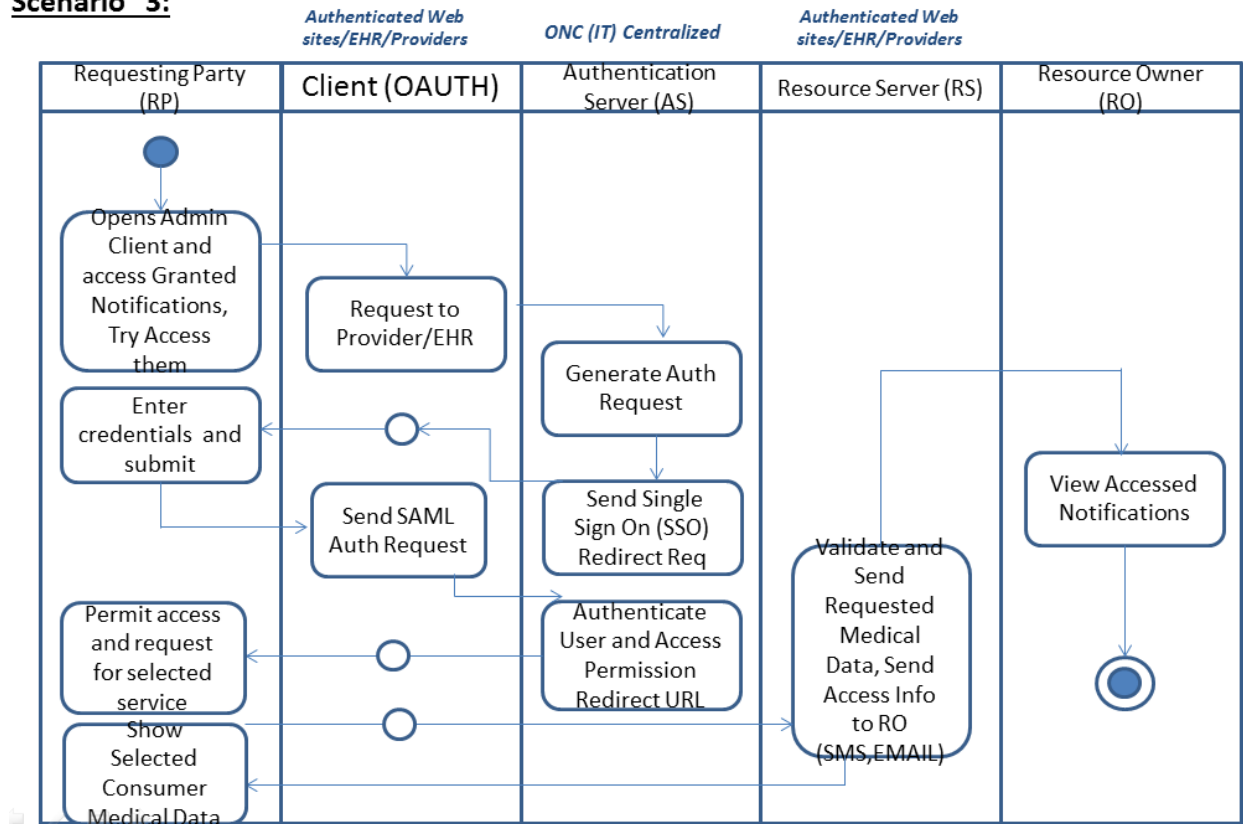 Scenario 3:
Authenticated Web
sites/EHR/Providers
ONC (IT) Centralized
Authenticated Web
sites/EHR/Providers
Requesting Party
(RP)
Client (OAUTH)
Authentication
Server (AS)
Resource Server (RS)
Resource Owner
(RO)
Opens Admin
Client and
access Granted
Notifications,
Try Access
them
Request to
Provider/EHR
Generate Auth
Request
Enter
credentials and
submit
Send SAML
Auth Request
Send Single
Sign On (SSO)
Redirect Req
View Accessed
Notifications
Validate and
Send
Requested
Medical
Data, Send
Access Info
to RO
(SMS,EMAIL)
Permit access
and request
for selected
service
Authenticate
User and Access
Permission
Redirect URL
Show
Selected
Consumer
Medical Data